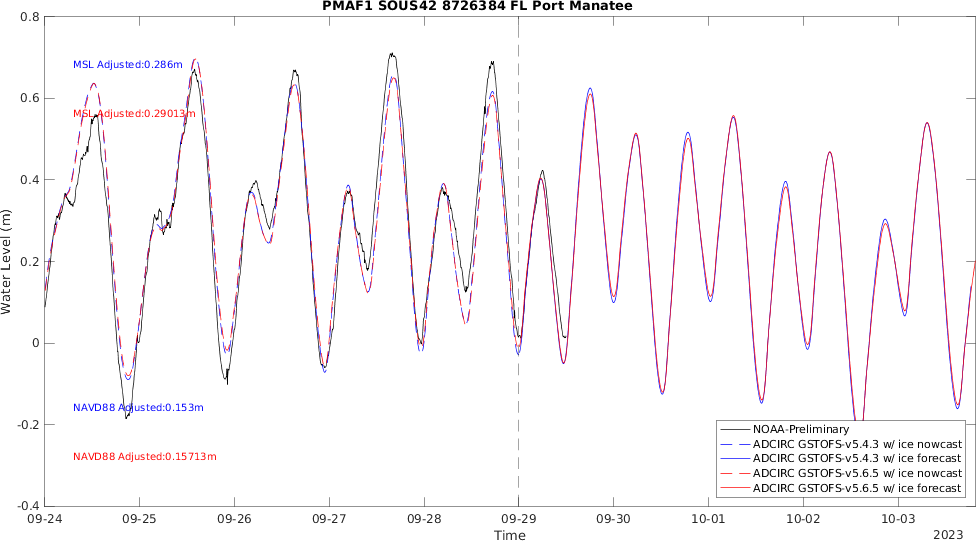 PMAF1 SOUS42 8726384 FL Port Manatee
0.8
0.6
0.4
0.2
0
-0.2
-0.4
Water Level (m)
MSL Adjusted:0.286m
MSL Adjusted:0.29013m
NAVD88 Adjusted:0.153m
NAVD88 Adjusted:0.15713m
NOAA-Preliminary
ADCIRC GSTOFS-v5.4.3 w/ ice nowcast
ADCIRC GSTOFS-v5.4.3 w/ ice forecast
ADCIRC GSTOFS-v5.6.5 w/ ice nowcast
ADCIRC GSTOFS-v5.6.5 w/ ice forecast
09-24 09-25 09-26 09-27 09-28 09-29 09-30 10-01 10-02 10-03
Time
2023